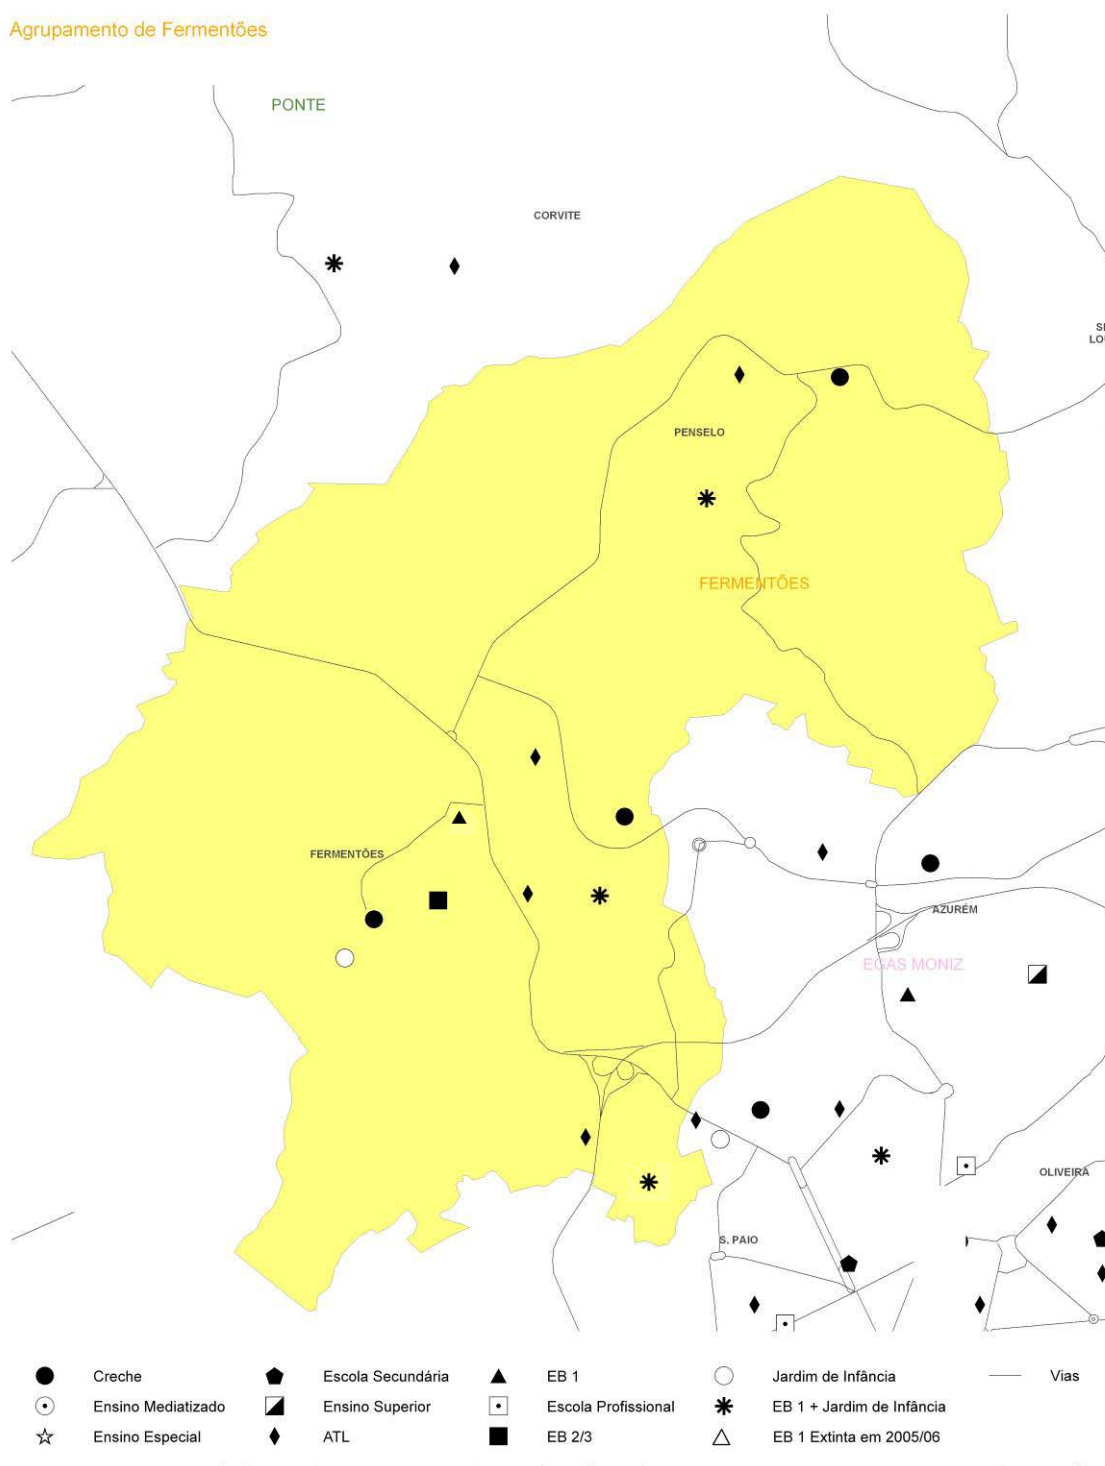 Agrupamento de Fermentões
PONTE
CORVITE
PENSELO
FERMENTÕES
FERMENTÕES
AZURÉM
EGAS MONIZ
OLIVEIRA
S. PAIO
Creche
Escola Secundária
EB 1
Jardim de Infância
Vias
Ensino Mediatizado
Ensino Superior
Escola Profissional
EB 1 + Jardim de Infância
Ensino Especial
ATL
EB 2/3
EB 1 Extinta em 2005/06